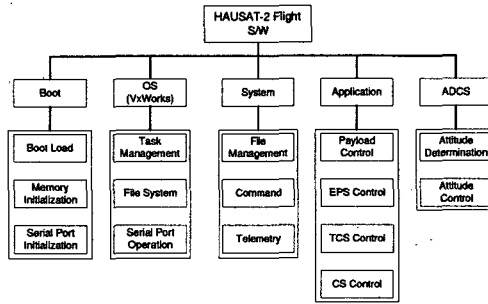 HAUSAT-2 Flight
S/W
Boot
OS
(VxWorks)
System
Application
ADCS
Boot Load
Memory
Initialization
Serial Port
Initialization
Task
Management
File System
Serial Port
Operation
File
Management
Command
Telemetry
Payload
Control
EPS Control
TCS Control
CS Control
Attitude
Determination
Attitude
Control